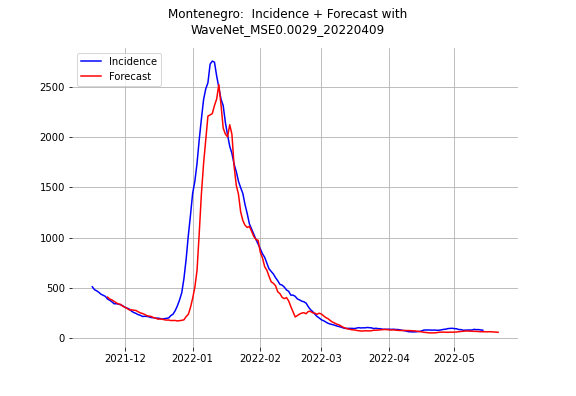 Montenegro:  Incidence + Forecast with
WaveNet_MSE0.0029_20220409
Incidence
Forecast
2500
2000
1500
1000
500
0
2021-12 2022-01 2022-02 2022-03 2022-04 2022-05